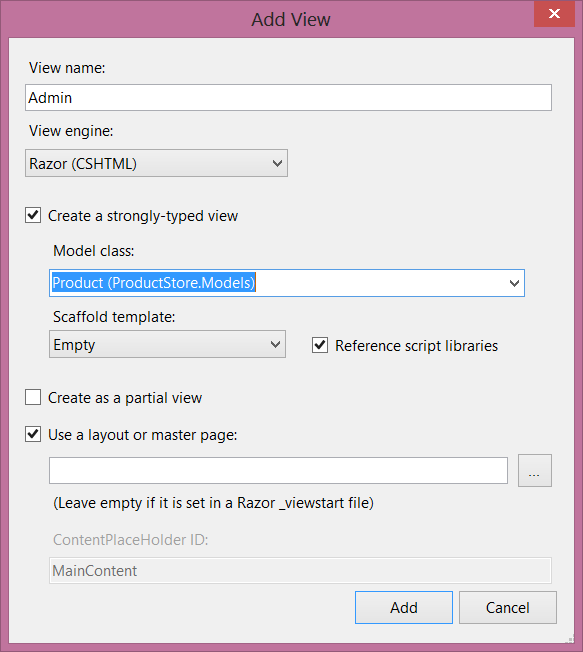 Add View
View name:
Admin
View engine:
Razor (CSHTML)
Create a strongly-typed view
Model class:
Product (ProductStore.Models)
Scaffold template:
Empty
Reference script libraries
Create as a partial view
Use a layout or master page:
...
(Leave empty if it is set in a Razor _viewstart file)
ContentPlaceHolder ID:
MainContent
Add
Cancel